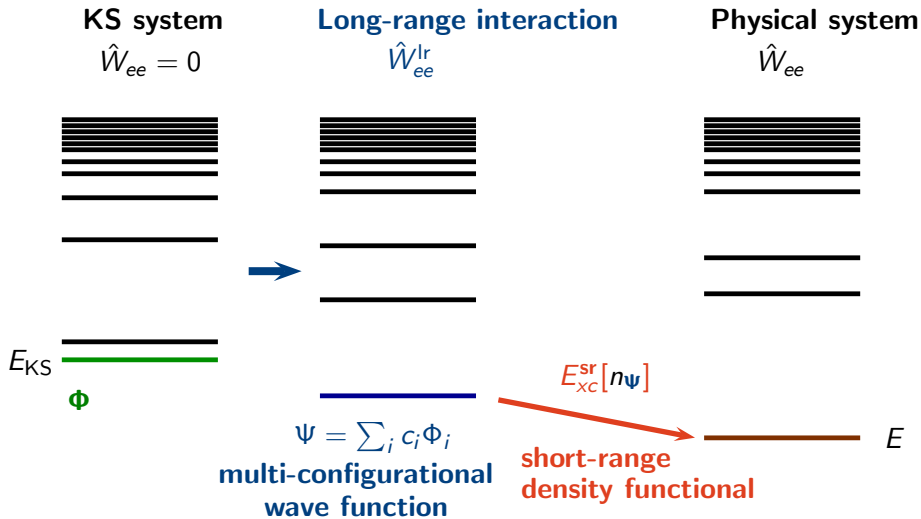 KS system
Ŵ_ee = 0
Long-range interaction
Ŵ_ee^lr
Physical system
Ŵ_ee
E_KS
Φ
Ψ = ∑_i c_i Φ_i
multi-configurational
wave function
E_xc^sr[n_Ψ]
short-range
density functional
E